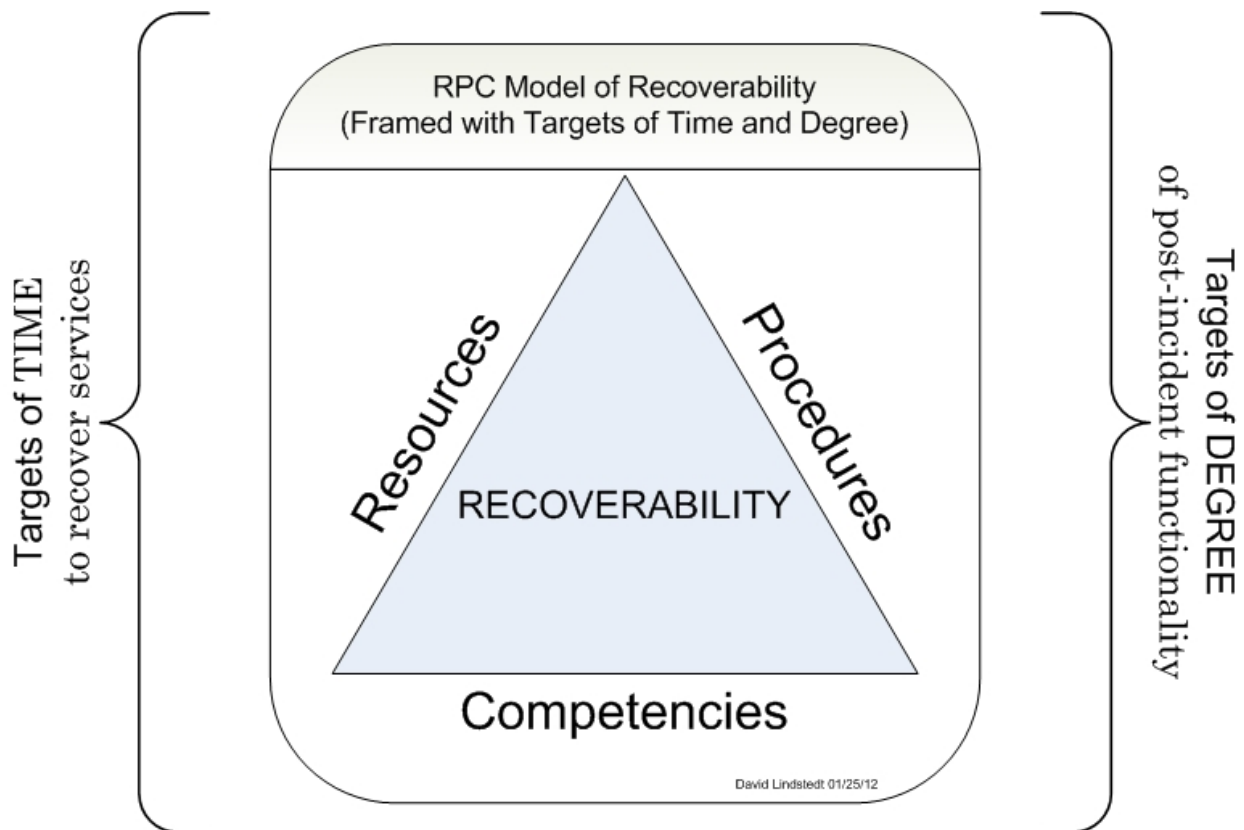 RPC Model of Recoverability
(Framed with Targets of Time and Degree)
Targets of TIME
to recover services
Resources
Procedures
RECOVERABILITY
Competencies
Targets of DEGREE
of post-incident functionality
David Lindstedt 01/25/12